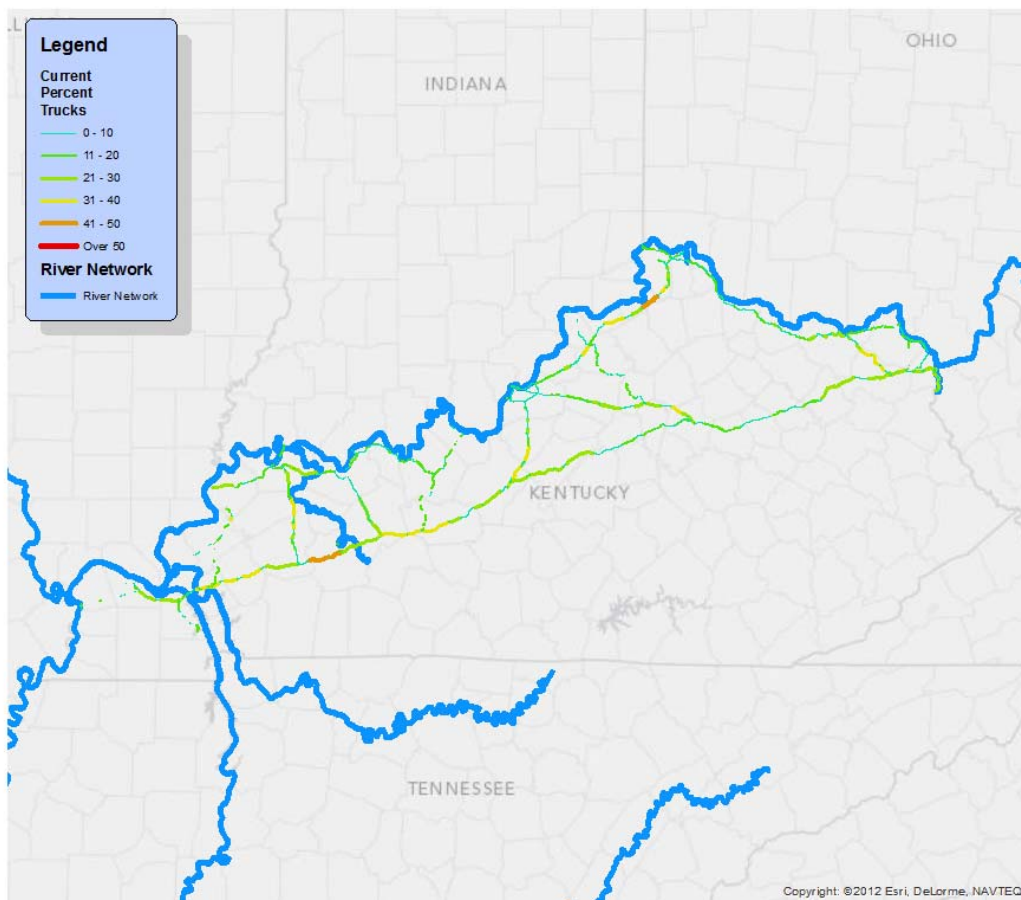 Legend
Current
Percent
Trucks
0 - 10
11 - 20
21 - 30
31 - 40
41 - 50
Over 50
River Network
River Network
OHIO
INDIANA
KENTUCKY
TENNESSEE
Copyright: ©2012 Esri, DeLorme, NAVTEQ